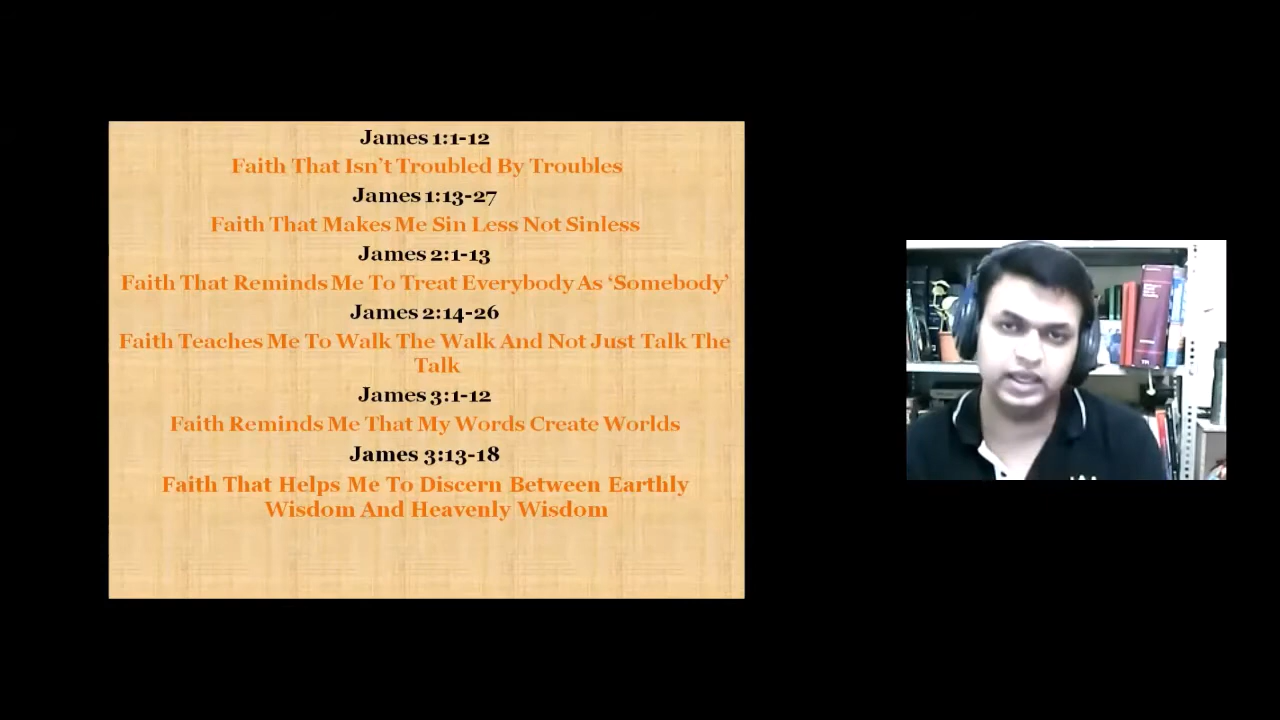 James 1:1-12
Faith That Isn’t Troubled By Troubles
James 1:13-27
Faith That Makes Me Sin Less Not Sinless
James 2:1-13
Faith That Reminds Me To Treat Everybody As ‘Somebody’
James 2:14-26
Faith Teaches Me To Walk The Walk And Not Just Talk The
Talk
James 3:1-12
Faith Reminds Me That My Words Create Worlds
James 3:13-18
Faith That Helps Me To Discern Between Earthly
Wisdom And Heavenly Wisdom